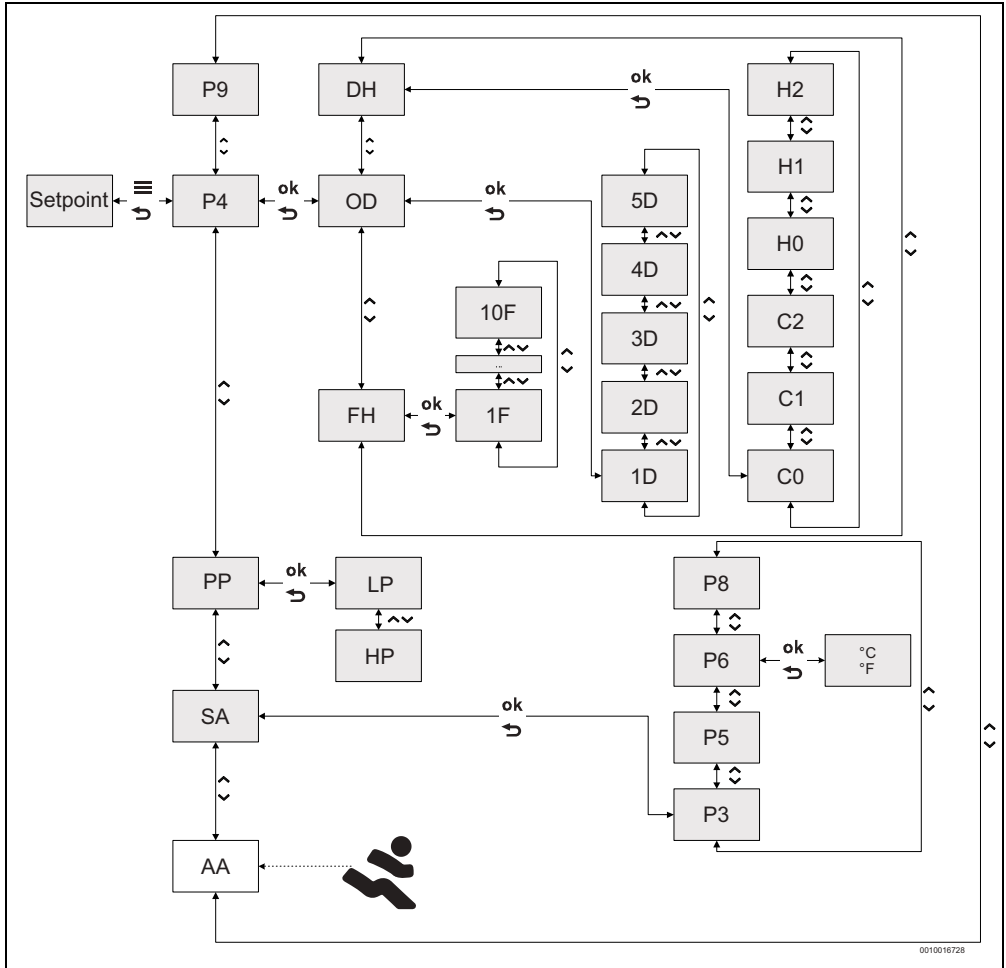 P9
DH
ok
H2
H1
Setpoint
P4
ok
OD
ok
5D
4D
H0
10F
3D
C2
...
2D
C1
FH
ok
1F
1D
C0
PP
ok
LP
P8
HP
P6
ok
°C
°F
SA
ok
P5
P3
AA
0010016728